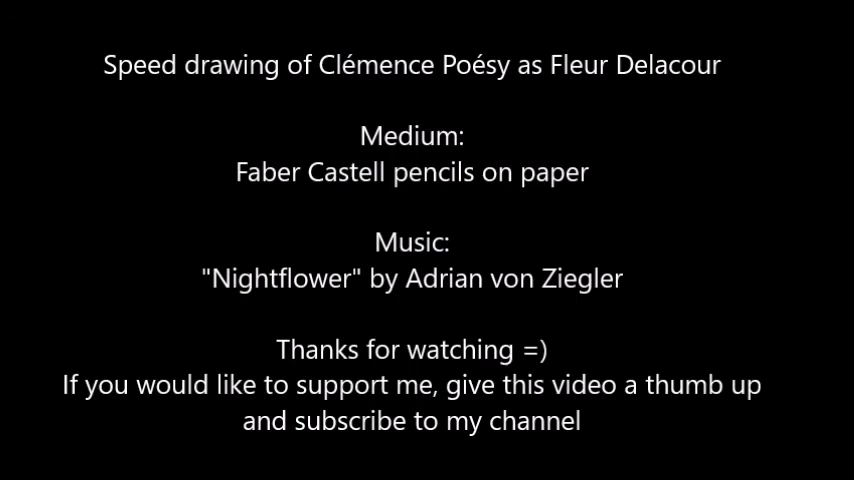 Speed drawing of Clémence Poésy as Fleur Delacour
Medium:
Faber Castell pencils on paper
Music:
"Nightflower" by Adrian von Ziegler
Thanks for watching =)
If you would like to support me, give this video a thumb up
and subscribe to my channel